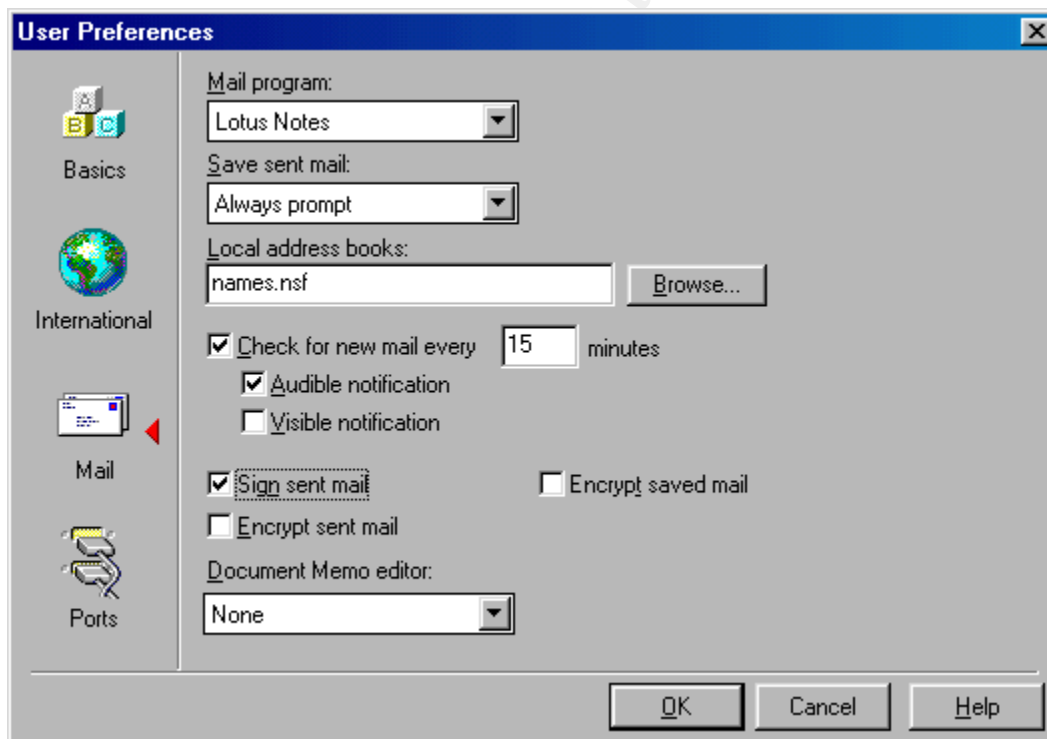 User Preferences
Basics
International
Mail
Ports
Mail program:
Lotus Notes
Save sent mail:
Always prompt
Local address books:
names.nsf
Browse...
Check for new mail every 15 minutes
Audible notification
Visible notification
Sign sent mail
Encrypt saved mail
Encrypt sent mail
Document Memo editor:
None
OK
Cancel
Help